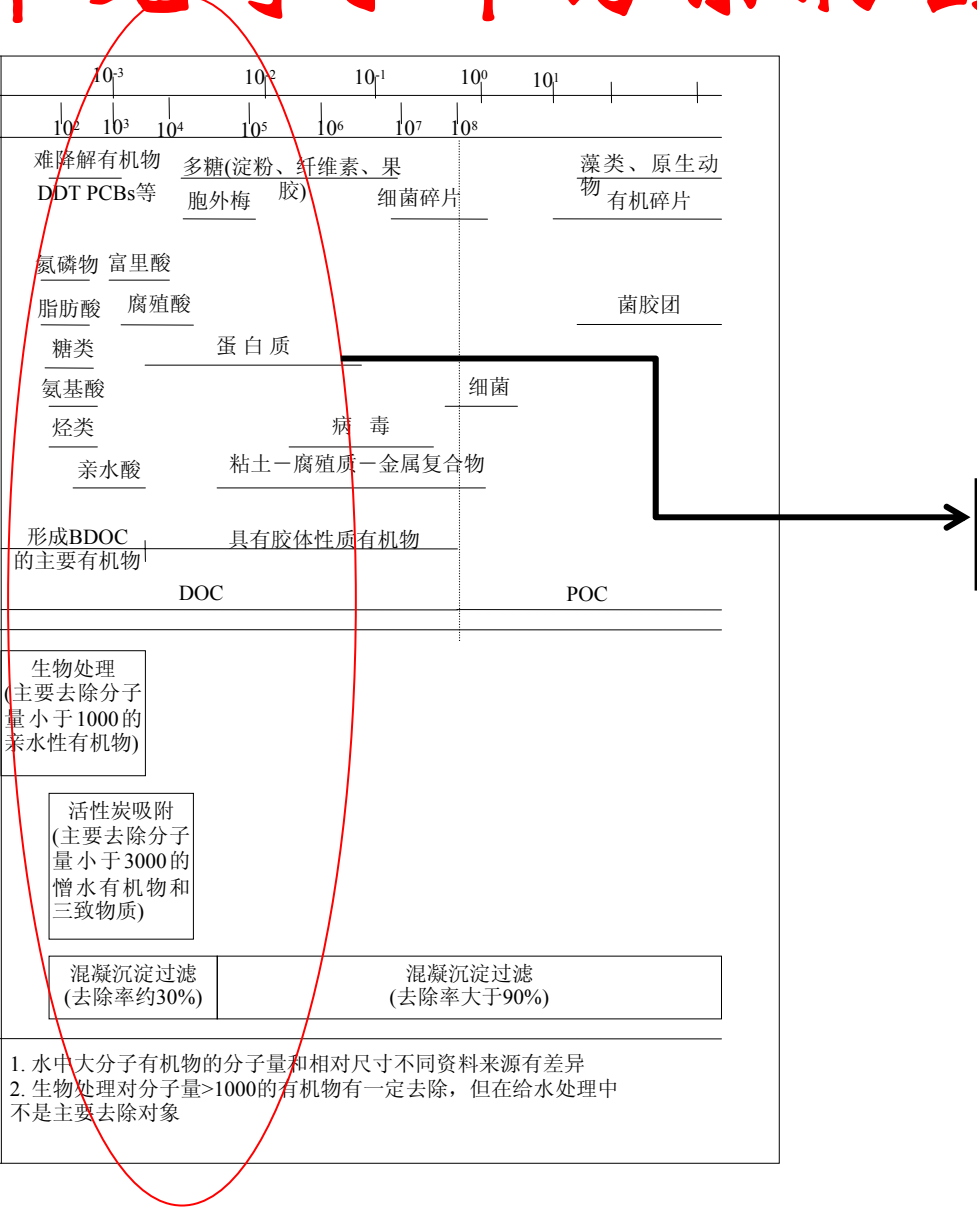 10-3 10-2 10-1 100 101
102 103 104 105 106 107 108
难降解有机物
DDT PCBs等
多糖(淀粉、纤维素、果
胶)
胞外梅
细菌碎片
藻类、原生动
物
有机碎片
氮磷物 富里酸
脂肪酸 腐殖酸
菌胶团
糖类
蛋白质
氨基酸
细菌
烃类
病 毒
亲水酸
粘土－腐殖质－金属复合物
形成BDOC
的主要有机物
具有胶体性质有机物
DOC POC
生物处理
(主要去除分子
量小于1000的
亲水性有机物)
活性炭吸附
(主要去除分子
量小于3000的
憎水有机物和
三致物质)
混凝沉淀过滤
(去除率约30%)
混凝沉淀过滤
(去除率大于90%)
1. 水中大分子有机物的分子量和相对尺寸不同资料来源有差异
2. 生物处理对分子量>1000的有机物有一定去除，但在给水处理中
不是主要去除对象